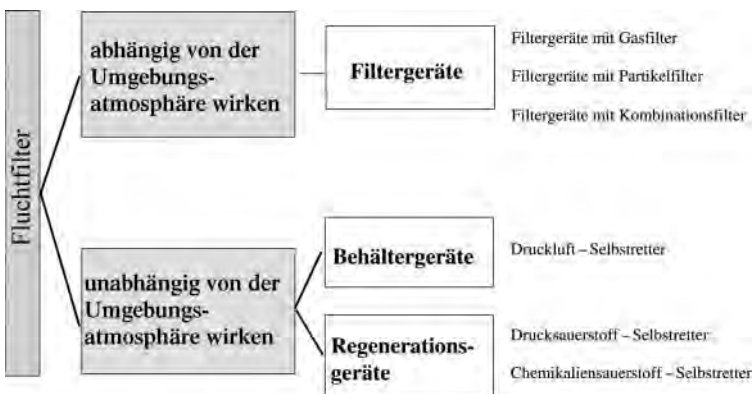 Fluchtfilter
abhängig von der
Umgebungs-
atmosphäre wirken
Filtergeräte
Filtergeräte mit Gasfilter
Filtergeräte mit Partikelfilter
Filtergeräte mit Kombinationsfilter
unabhängig von der
Umgebungs-
atmosphäre wirken
Behältergeräte
Druckluft – Selbstretter
Regenerations-
geräte
Drucksauerstoff – Selbstretter
Chemikaliensauerstoff – Selbstretter